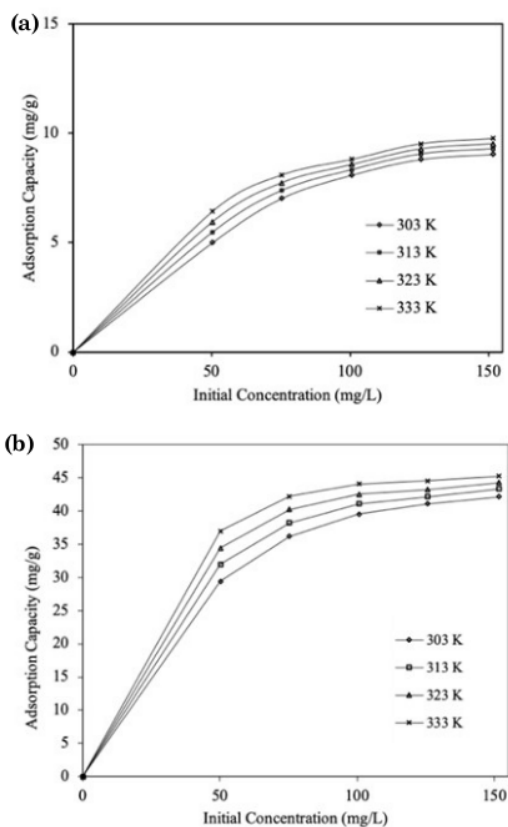 (a)
15
10
5
0
Adsorption Capacity (mg/g)
303 K
313 K
323 K
333 K
0 50 100 150
Initial Concentration (mg/L)
(b)
50
45
40
35
30
25
20
15
10
5
0
Adsorption Capacity (mg/g)
303 K
313 K
323 K
333 K
0 50 100 150
Initial Concentration (mg/L)